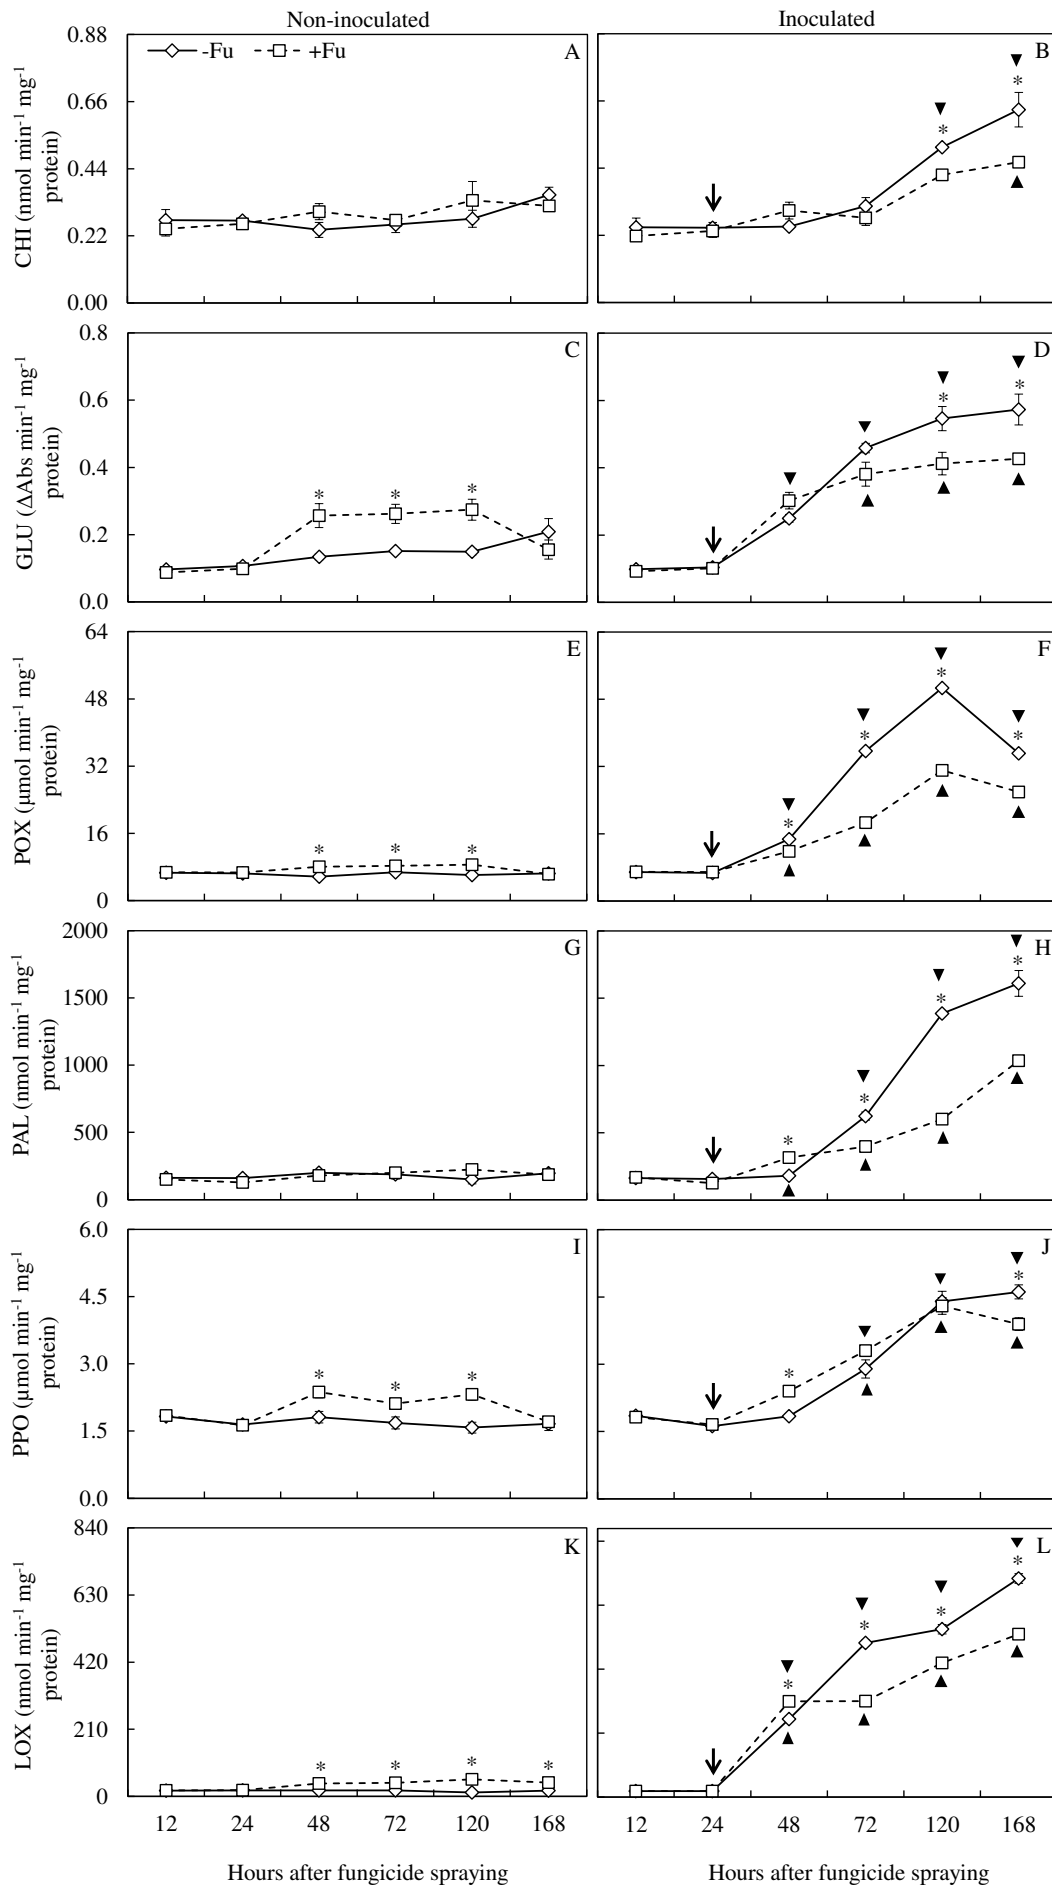 Non-inoculated Inoculated
-Fu +Fu
A B
CHI (nmol min-1 mg-1
protein)
0.88
0.66
0.44
0.22
0.00
* *
C D
GLU (ΔAbs min-1 mg-1
protein)
0.8
0.6
0.4
0.2
0.0
* * * * *
E F
POX (µmol min-1 mg-1
protein)
64
48
32
16
0
* * * * * * *
G H
PAL (nmol min-1 mg-1
protein)
2000
1500
1000
500
0
* * * *
I J
PPO (µmol min-1 mg-1
protein)
6.0
4.5
3.0
1.5
0.0
* * * * *
K L
LOX (nmol min-1 mg-1
protein)
840
630
420
210
0
* * * * * * * *
12 24 48 72 120 168 12 24 48 72 120 168
Hours after fungicide spraying Hours after fungicide spraying